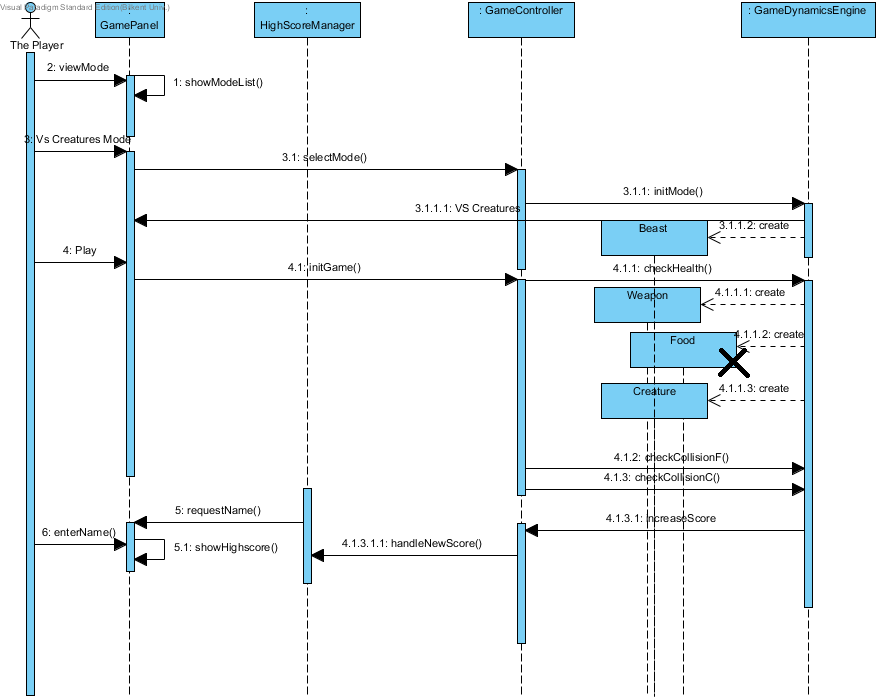 Visual Paradigm Standard Edition(Bilkent Univ.)
The Player
:
GamePanel
:
HighScoreManager
: GameController
: GameDynamicsEngine
2: viewMode
1: showModeList()
3: Vs Creatures Mode
3.1: selectMode()
3.1.1: initMode()
3.1.1.1: VS Creatures
Beast
3.1.1.2: create
4: Play
4.1: initGame()
4.1.1: checkHealth()
Weapon
4.1.1.1: create
Food
4.1.1.2: create
Creature
4.1.1.3: create
4.1.2: checkCollisionF()
4.1.3: checkCollisionC()
5: requestName()
4.1.3.1: increaseScore
6: enterName()
5.1: showHighscore()
4.1.3.1.1: handleNewScore()